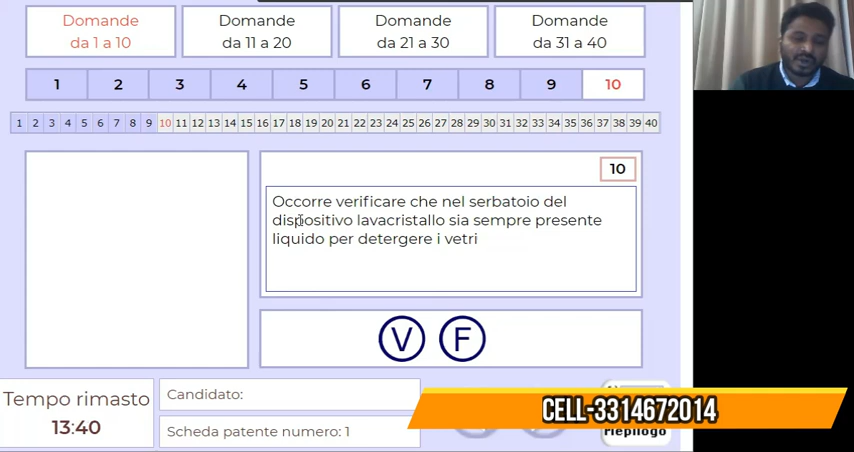 Domande
da 1 a 10
Domande
da 11 a 20
Domande
da 21 a 30
Domande
da 31 a 40
1 2 3 4 5 6 7 8 9 10
1 2 3 4 5 6 7 8 9 10 11 12 13 14 15 16 17 18 19 20 21 22 23 24 25 26 27 28 29 30 31 32 33 34 35 36 37 38 39 40
10
Occorre verificare che nel serbatoio del
dispositivo lavacristallo sia sempre presente
liquido per detergere i vetri
V F
Tempo rimasto
13:40
Candidato:
Scheda patente numero: 1
CELL-3314672014
Riepilogo